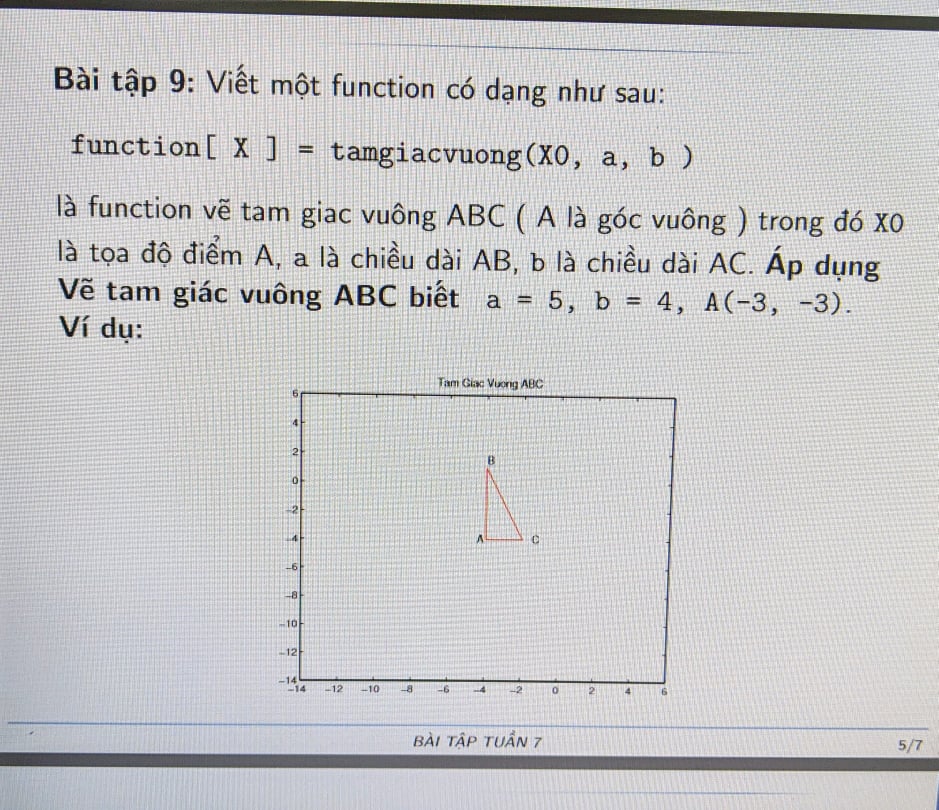 Bài tập 9: Viết một function có dạng như sau:
function[ X ] = tamgiacvuong(X0, a, b )
là function vẽ tam giac vuông ABC ( A là góc vuông ) trong đó X0
là tọa độ điểm A, a là chiều dài AB, b là chiều dài AC. Áp dụng
Vẽ tam giác vuông ABC biết a = 5, b = 4, A(-3, -3).
Ví dụ:
Tam Giac Vuong ABC
6
4
2
B
0
-2
-4
A
C
-6
-8
-10
-12
-14
-14 -12 -10 -8 -6 -4 -2 0 2 4 6
BÀI TẬP TUẦN 7
5/7